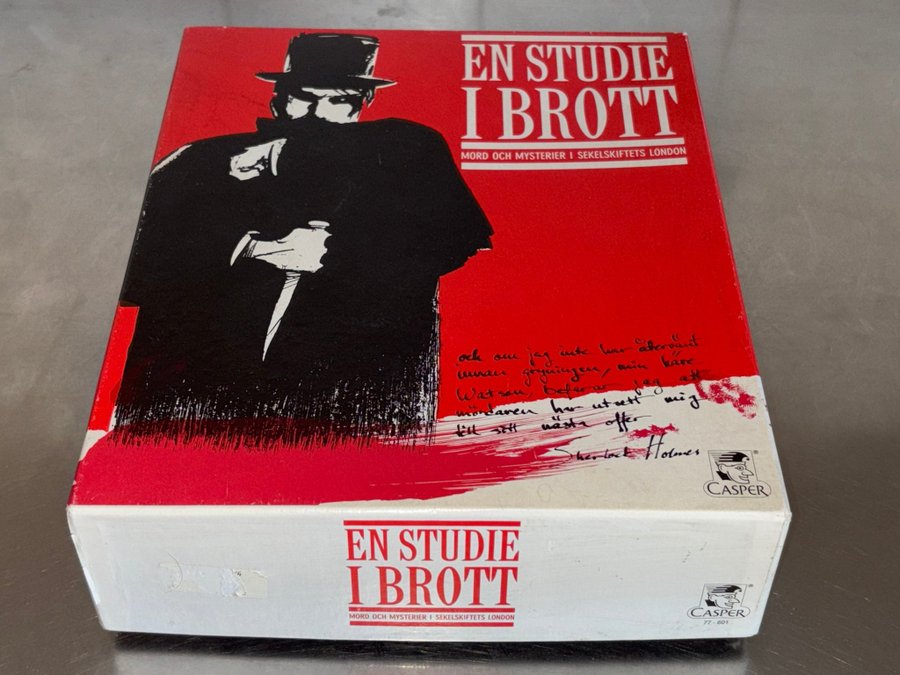 EN STUDIE
I BROTT
MORD OCH MYSTERIER I SEKELSKIFTETS LONDON
och om jag inte har återvänt
innan gryningen, min käre
Watson, befarar jag att
mördaren har utsett mig
till sitt nästa offer
Sherlock Holmes
CASPER
EN STUDIE
I BROTT
MORD OCH MYSTERIER I SEKELSKIFTETS LONDON
CASPER
77-601